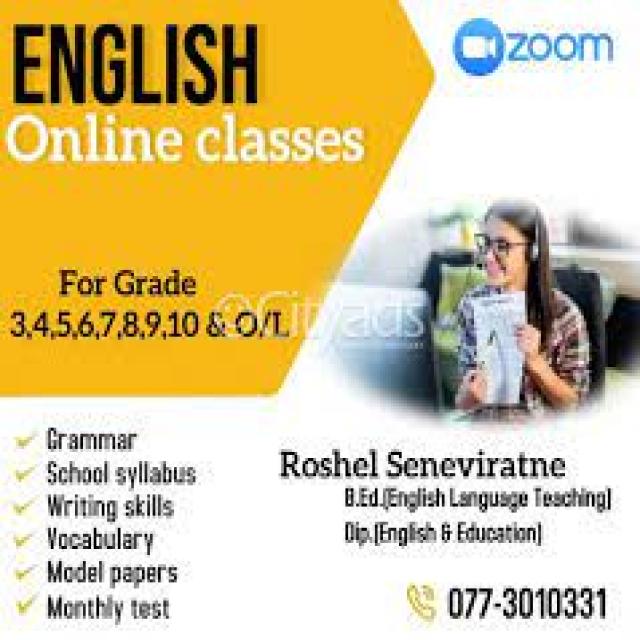 ENGLISH
Online classes
zoom
For Grade
3,4,5,6,7,8,9,10 & O/L
Cityads
Grammar
School syllabus
Writing skills
Vocabulary
Model papers
Monthly test
Roshel Seneviratne
B.Ed.(English Language Teaching)
Dip.(English & Education)
077-3010331